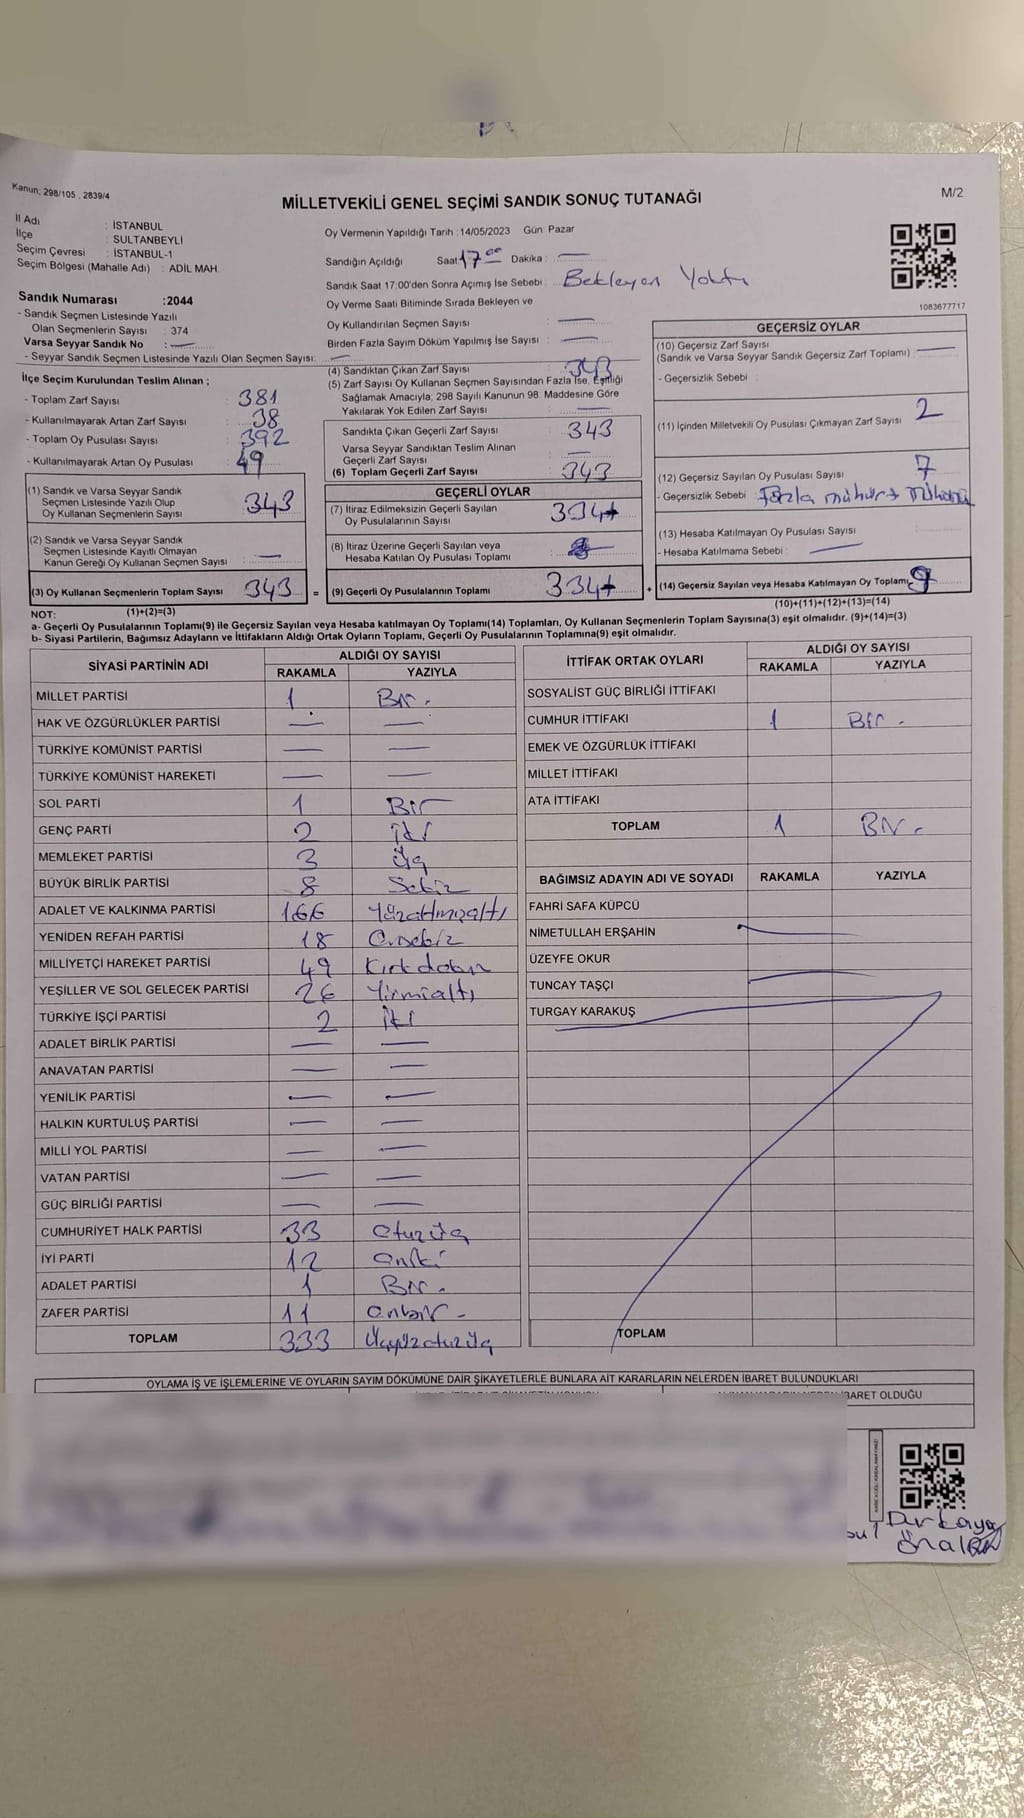 Kanun; 298/105 , 2839/4
MİLLETVEKİLİ GENEL SEÇİMİ SANDIK SONUÇ TUTANAĞI
M/2
İl Adı : İSTANBUL
İlçe : SULTANBEYLİ
Seçim Çevresi : İSTANBUL-1
Seçim Bölgesi (Mahalle Adı) : ADİL MAH.
Oy Vermenin Yapıldığı Tarih :14/05/2023 Gün: Pazar
Sandığın Açıldığı Saat 17 00 Dakika : —
Sandık Saat 17.00'den Sonra Açımış İse Sebebi : Bekleyen Yoktu
Oy Verme Saati Bitiminde Sırada Bekleyen ve
Oy Kullandırılan Seçmen Sayısı : —
Birden Fazla Sayım Döküm Yapılmış İse Sayısı : —
1083677717
Sandık Numarası :2044
- Sandık Seçmen Listesinde Yazılı
Olan Seçmenlerin Sayısı : 374
Varsa Seyyar Sandık No : —
- Seyyar Sandık Seçmen Listesinde Yazılı Olan Seçmen Sayısı: —
İlçe Seçim Kurulundan Teslim Alınan ;
- Toplam Zarf Sayısı : 381
- Kullanılmayarak Artan Zarf Sayısı : 38
- Toplam Oy Pusulası Sayısı : 392
- Kullanılmayarak Artan Oy Pusulası : 49
(1) Sandık ve Varsa Seyyar Sandık
Seçmen Listesinde Yazılı Olup
Oy Kullanan Seçmenlerin Sayısı : 343
(2) Sandık ve Varsa Seyyar Sandık
Seçmen Listesinde Kayıtlı Olmayan
Kanun Gereği Oy Kullanan Seçmen Sayısı : —
(3) Oy Kullanan Seçmenlerin Toplam Sayısı 343 =
(1)+(2)=(3)
(4) Sandıktan Çıkan Zarf Sayısı : 343
(5) Zarf Sayısı Oy Kullanan Seçmen Sayısından Fazla İse, Eşitliği
Sağlamak Amacıyla; 298 Sayılı Kanunun 98. Maddesine Göre
Yakılarak Yok Edilen Zarf Sayısı : —
Sandıkta Çıkan Geçerli Zarf Sayısı : 343
Varsa Seyyar Sandıktan Teslim Alınan
Geçerli Zarf Sayısı : —
(6) Toplam Geçerli Zarf Sayısı : 343
GEÇERLİ OYLAR
(7) İtiraz Edilmeksizin Geçerli Sayılan
Oy Pusulalarının Sayısı : 334
(8) İtiraz Üzerine Geçerli Sayılan veya
Hesaba Katılan Oy Pusulası Toplamı :
(9) Geçerli Oy Pusulalarının Toplamı : 334 +
GEÇERSİZ OYLAR
(10) Geçersiz Zarf Sayısı
(Sandık ve Varsa Seyyar Sandık Geçersiz Zarf Toplamı) : —
- Geçersizlik Sebebi :
(11) İçinden Milletvekili Oy Pusulası Çıkmayan Zarf Sayısı : 2
(12) Geçersiz Sayılan Oy Pusulası Sayısı : 7
- Geçersizlik Sebebi : Fazla mühür
(13) Hesaba Katılmayan Oy Pusulası Sayısı :
- Hesaba Katılmama Sebebi : —
(14) Geçersiz Sayılan veya Hesaba Katılmayan Oy Toplamı: 9
(10)+(11)+(12)+(13)=(14)
NOT:
a- Geçerli Oy Pusulalarının Toplamı(9) ile Geçersiz Sayılan veya Hesaba katılmayan Oy Toplamı(14) Toplamları, Oy Kullanan Seçmenlerin Toplam Sayısına(3) eşit olmalıdır. (9)+(14)=(3)
b- Siyasi Partilerin, Bağımsız Adayların ve İttifakların Aldığı Ortak Oyların Toplamı, Geçerli Oy Pusulalarının Toplamına(9) eşit olmalıdır.
SİYASİ PARTİNİN ADI ALDIĞI OY SAYISI
RAKAMLA YAZIYLA
MİLLET PARTİSİ 1 Bir.
HAK VE ÖZGÜRLÜKLER PARTİSİ — —
TÜRKİYE KOMÜNİST PARTİSİ — —
TÜRKİYE KOMÜNİST HAREKETİ — —
SOL PARTİ 1 Bir
GENÇ PARTİ 2 iki
MEMLEKET PARTİSİ 3 üç
BÜYÜK BİRLİK PARTİSİ 8 Sekiz
ADALET VE KALKINMA PARTİSİ 166 Yüzaltmışaltı
YENİDEN REFAH PARTİSİ 18 Onsekiz
MİLLİYETÇİ HAREKET PARTİSİ 49 Kırkdokuz
YEŞİLLER VE SOL GELECEK PARTİSİ 26 Yirmialtı
TÜRKİYE İŞÇİ PARTİSİ 2 İki
ADALET BİRLİK PARTİSİ — —
ANAVATAN PARTİSİ — —
YENİLİK PARTİSİ — —
HALKIN KURTULUŞ PARTİSİ — —
MİLLİ YOL PARTİSİ — —
VATAN PARTİSİ — —
GÜÇ BİRLİĞİ PARTİSİ — —
CUMHURİYET HALK PARTİSİ 33 Otuzüç
İYİ PARTİ 12 Oniki
ADALET PARTİSİ 1 Bir.
ZAFER PARTİSİ 11 Onbir -
TOPLAM 333 Üçyüzotuzüç
İTTİFAK ORTAK OYLARI ALDIĞI OY SAYISI
RAKAMLA YAZIYLA
SOSYALİST GÜÇ BİRLİĞİ İTTİFAKI
CUMHUR İTTİFAKI 1 Bir -
EMEK VE ÖZGÜRLÜK İTTİFAKI
MİLLET İTTİFAKI
ATA İTTİFAKI
TOPLAM 1 Bir.
BAĞIMSIZ ADAYIN ADI VE SOYADI RAKAMLA YAZIYLA
FAHRİ SAFA KÜPCÜ
NİMETULLAH ERŞAHİN
ÜZEYFE OKUR
TUNCAY TAŞÇI
TURGAY KARAKUŞ
TOPLAM
OYLAMA İŞ VE İŞLEMLERİNE VE OYLARIN SAYIM DÖKÜMÜNE DAİR ŞİKAYETLERLE BUNLARA AİT KARARLARIN NELERDEN İBARET BULUNDUKLARI
İBARET OLDUĞU